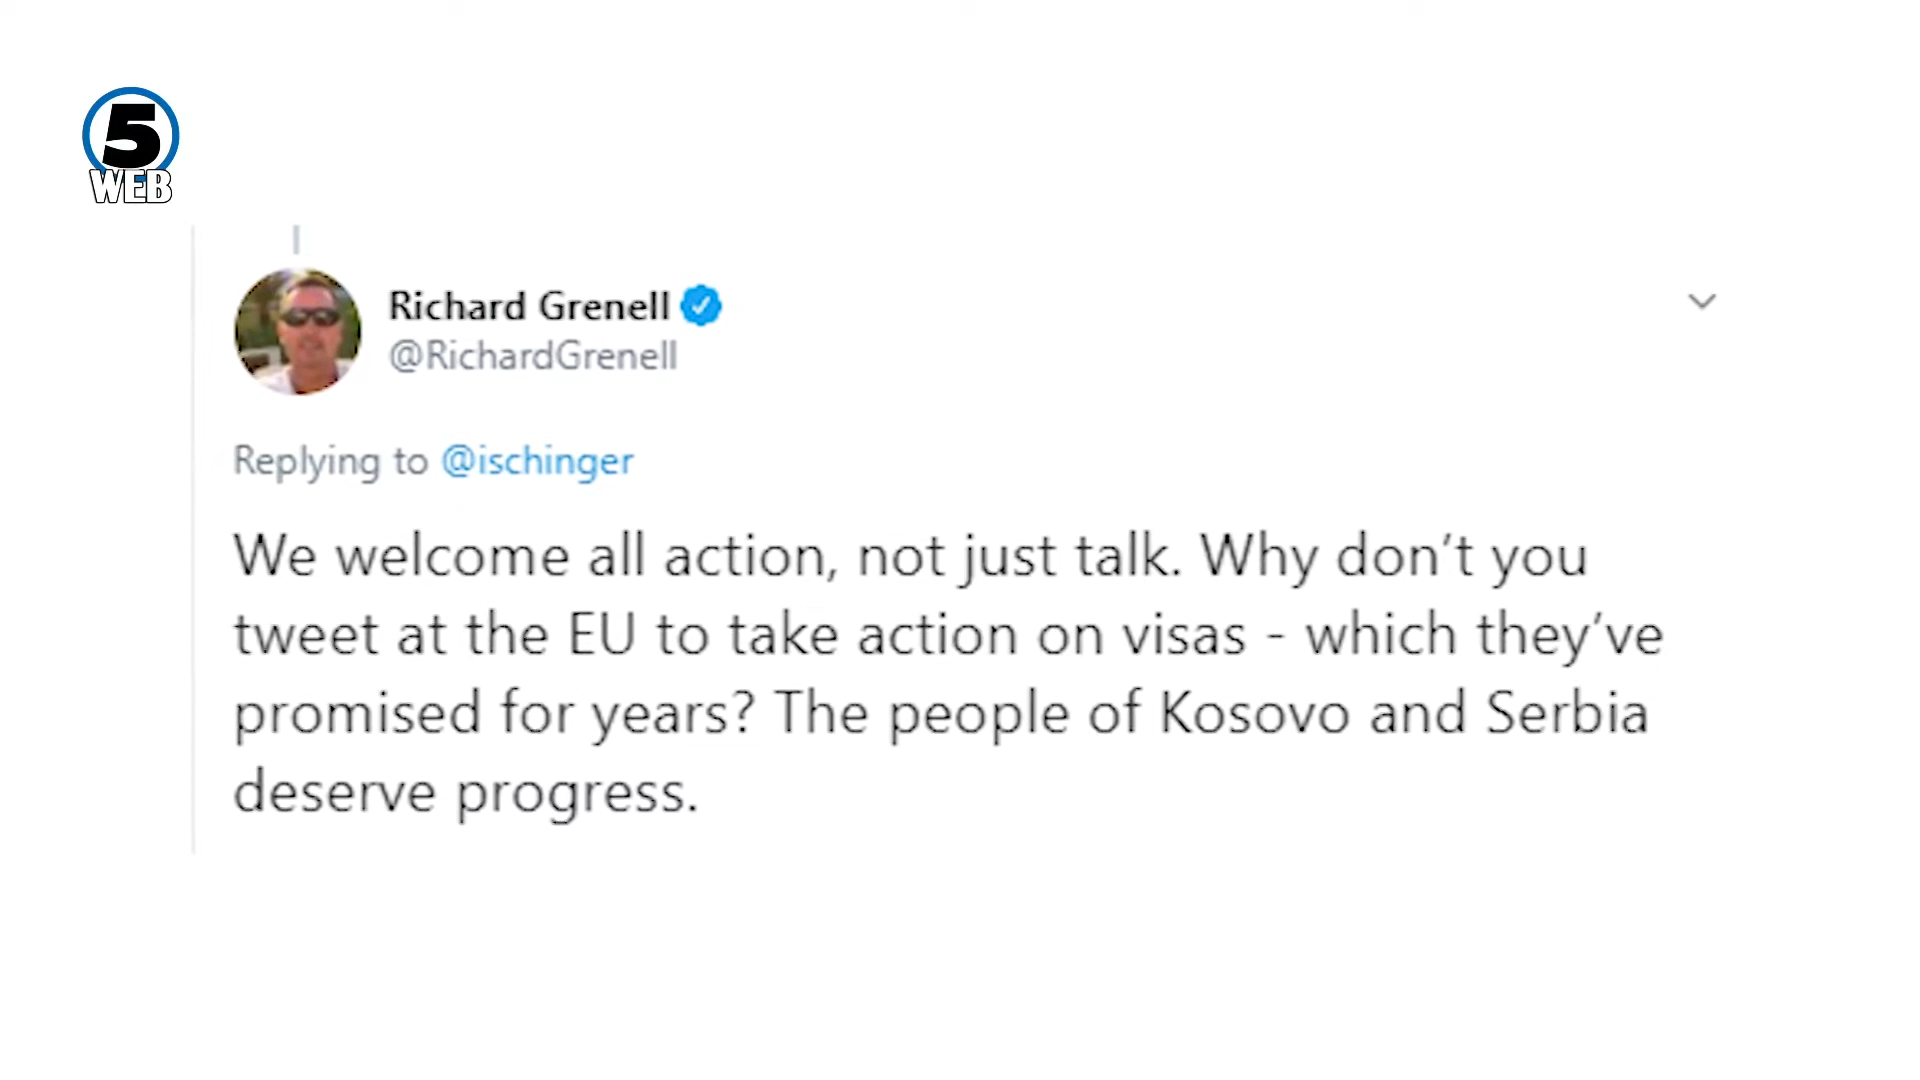 5
WEB
Richard Grenell
@RichardGrenell
Replying to @ischinger
We welcome all action, not just talk. Why don’t you
tweet at the EU to take action on visas - which they’ve
promised for years? The people of Kosovo and Serbia
deserve progress.